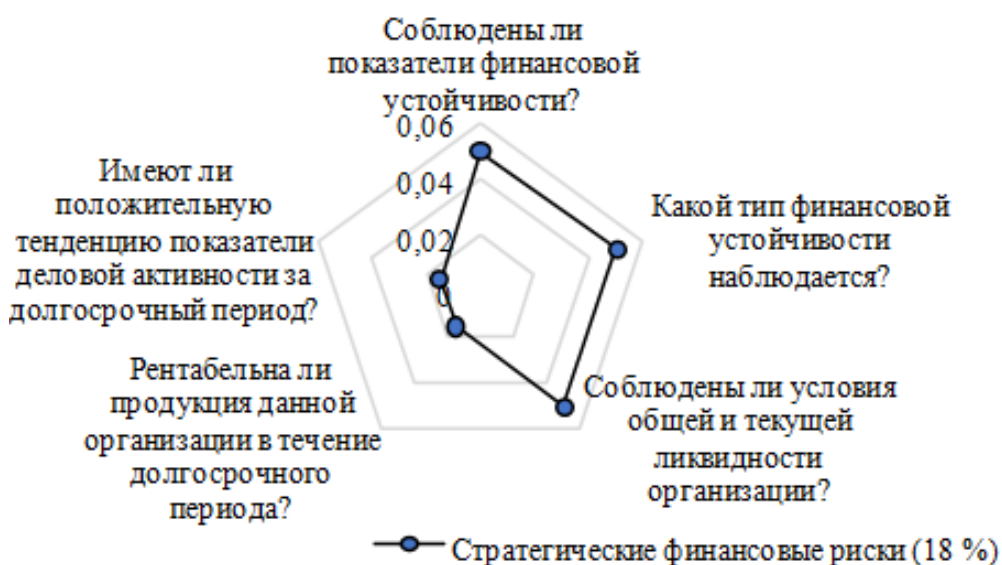 Соблюдены ли
показатели финансовой
устойчивости?
0,06
0,04
0,02
0
Какой тип финансовой
устойчивости
наблюдается?
Соблюдены ли условия
общей и текущей
ликвидности
организации?
Рентабельна ли
продукция данной
организации в течение
долгосрочного
периода?
Имеют ли
положительную
тенденцию показатели
деловой активности за
долгосрочный период?
Стратегические финансовые риски (18 %)